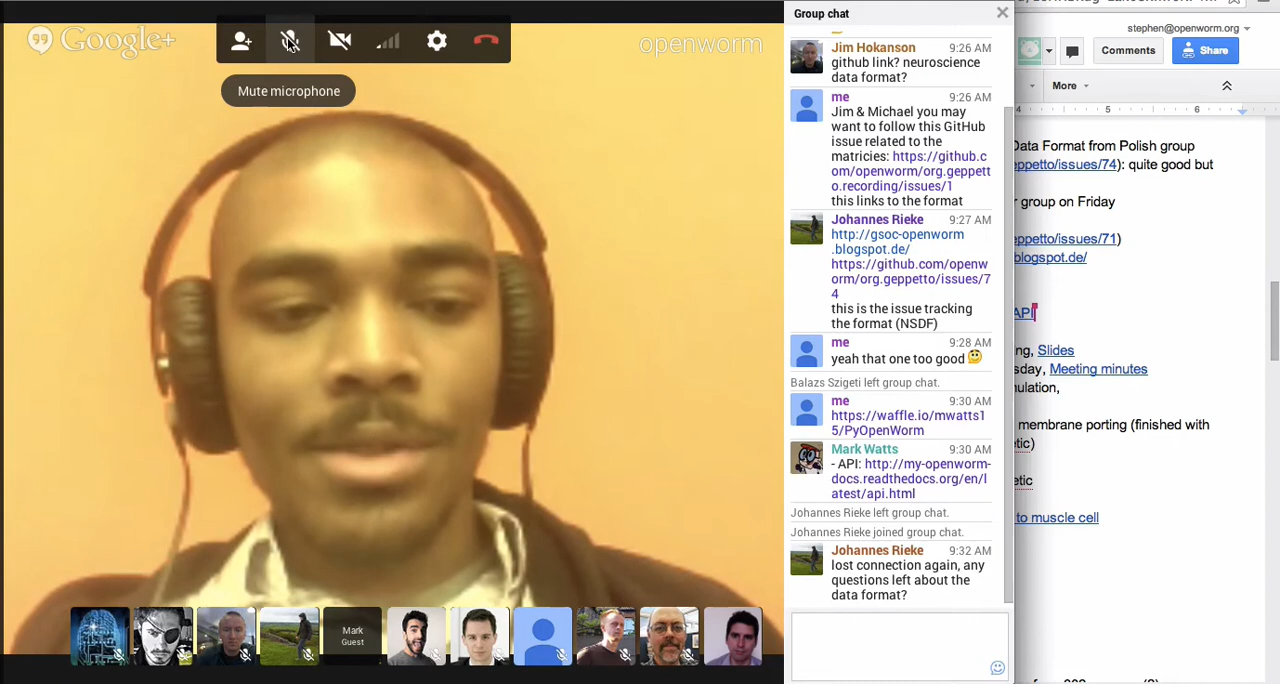 Google+
openworm
Mute microphone
Mark
Guest
Group chat
Jim Hokanson 9:26 AM
github link? neuroscience
data format?
me 9:26 AM
Jim & Michael you may
want to follow this GitHub
issue related to the
matricies: https://github.c
om/openworm/org.geppett
o.recording/issues/1
this links to the format
Johannes Rieke 9:27 AM
http://gsoc-openworm
.blogspot.de/
https://github.com/openw
orm/org.geppetto/issues/7
4
this is the issue tracking
the format (NSDF)
me 9:28 AM
yeah that one too good
Balazs Szigeti left group chat.
me 9:30 AM
https://waffle.io/mwatts1
5/PyOpenWorm
Mark Watts 9:30 AM
- API: http://my-openworm-
docs.readthedocs.org/en/l
atest/api.html
Johannes Rieke left group chat.
Johannes Rieke joined group chat.
Johannes Rieke 9:32 AM
lost connection again, any
questions left about the
data format?
stephen@openworm.org
Comments
Share
More
4 5 6
Data Format from Polish group
eppetto/issues/74): quite good but
r group on Friday
eppetto/issues/71)
blogspot.de/
API
ng, Slides
sday, Meeting minutes
nulation,
membrane porting (finished with
etic)
etic
to muscle cell